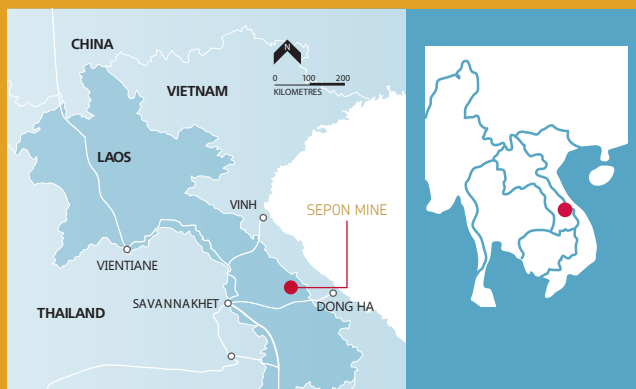 CHINA
N
0 100 200
KILOMETRES
VIETNAM
LAOS
VINH
SEPON MINE
VIENTIANE
SAVANNAKHET
DONG HA
THAILAND